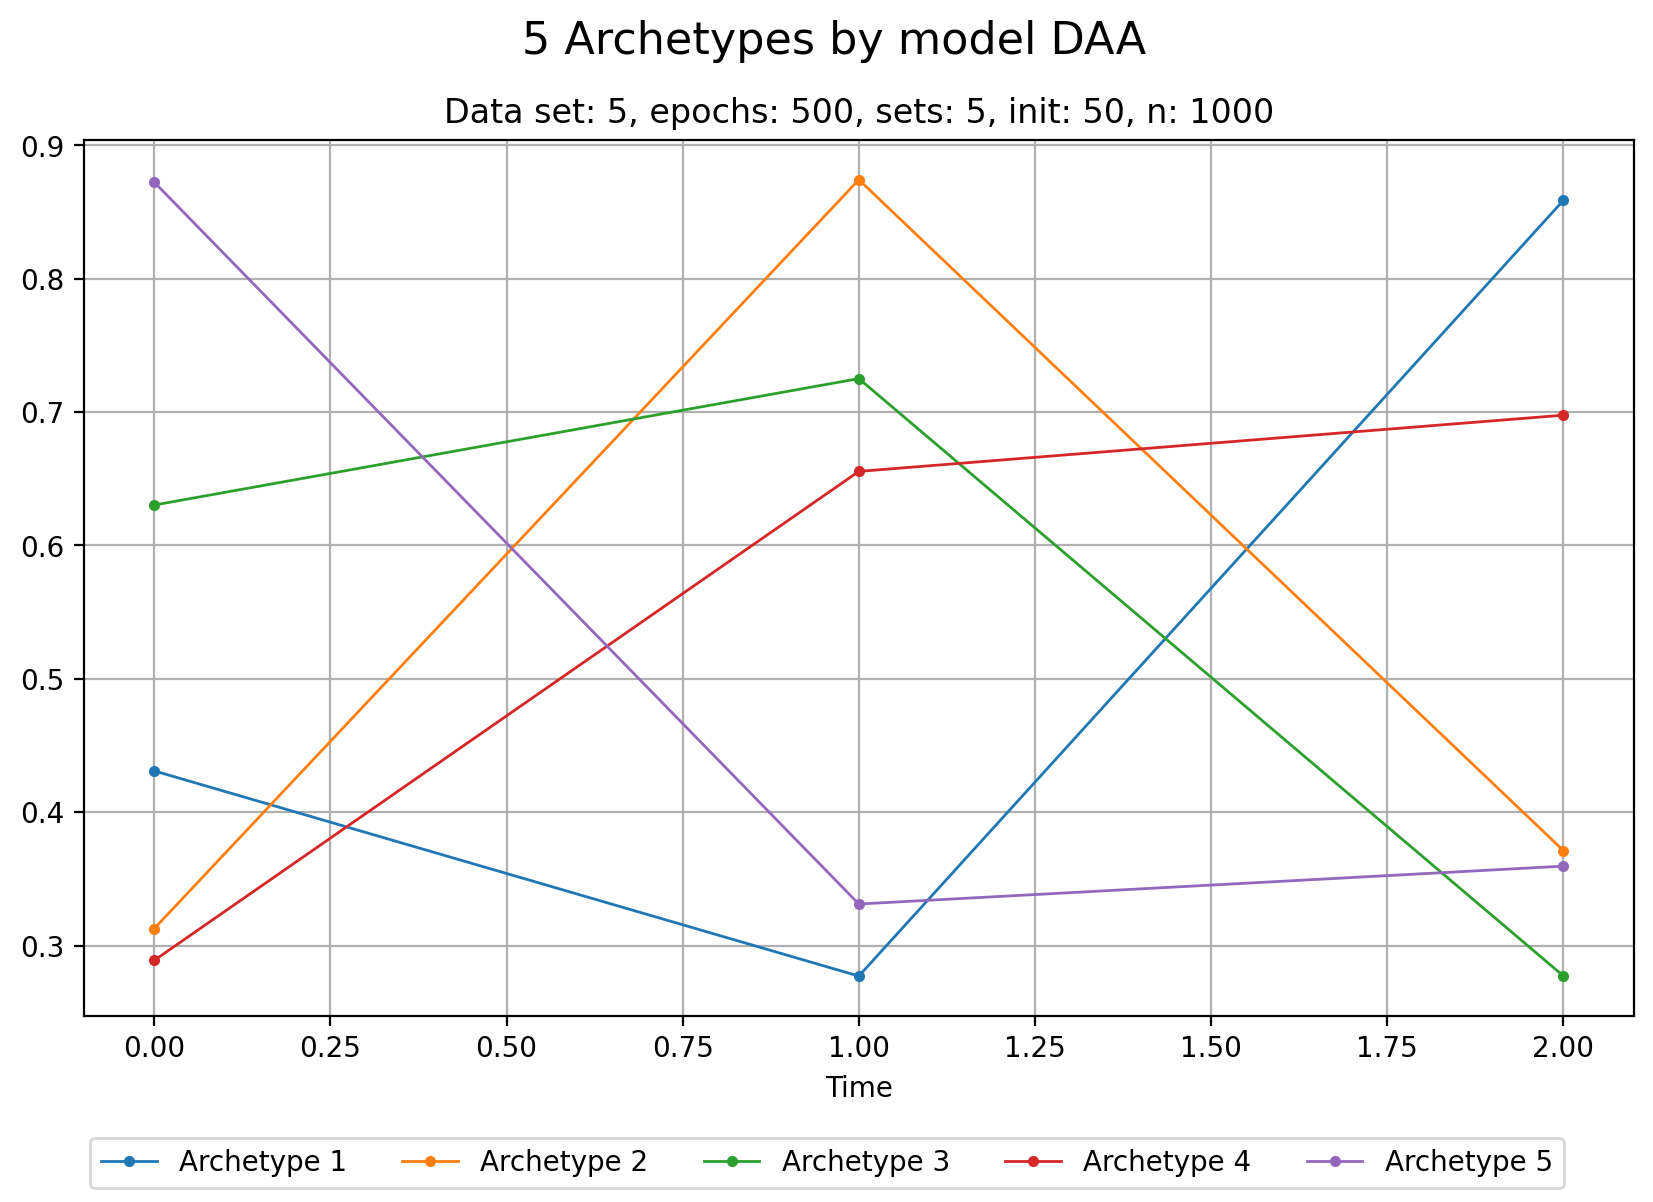 5 Archetypes by model DAA
Data set: 5, epochs: 500, sets: 5, init: 50, n: 1000
0.9
0.8
0.7
0.6
0.5
0.4
0.3
0.00 0.25 0.50 0.75 1.00 1.25 1.50 1.75 2.00
Time
Archetype 1 Archetype 2 Archetype 3 Archetype 4 Archetype 5